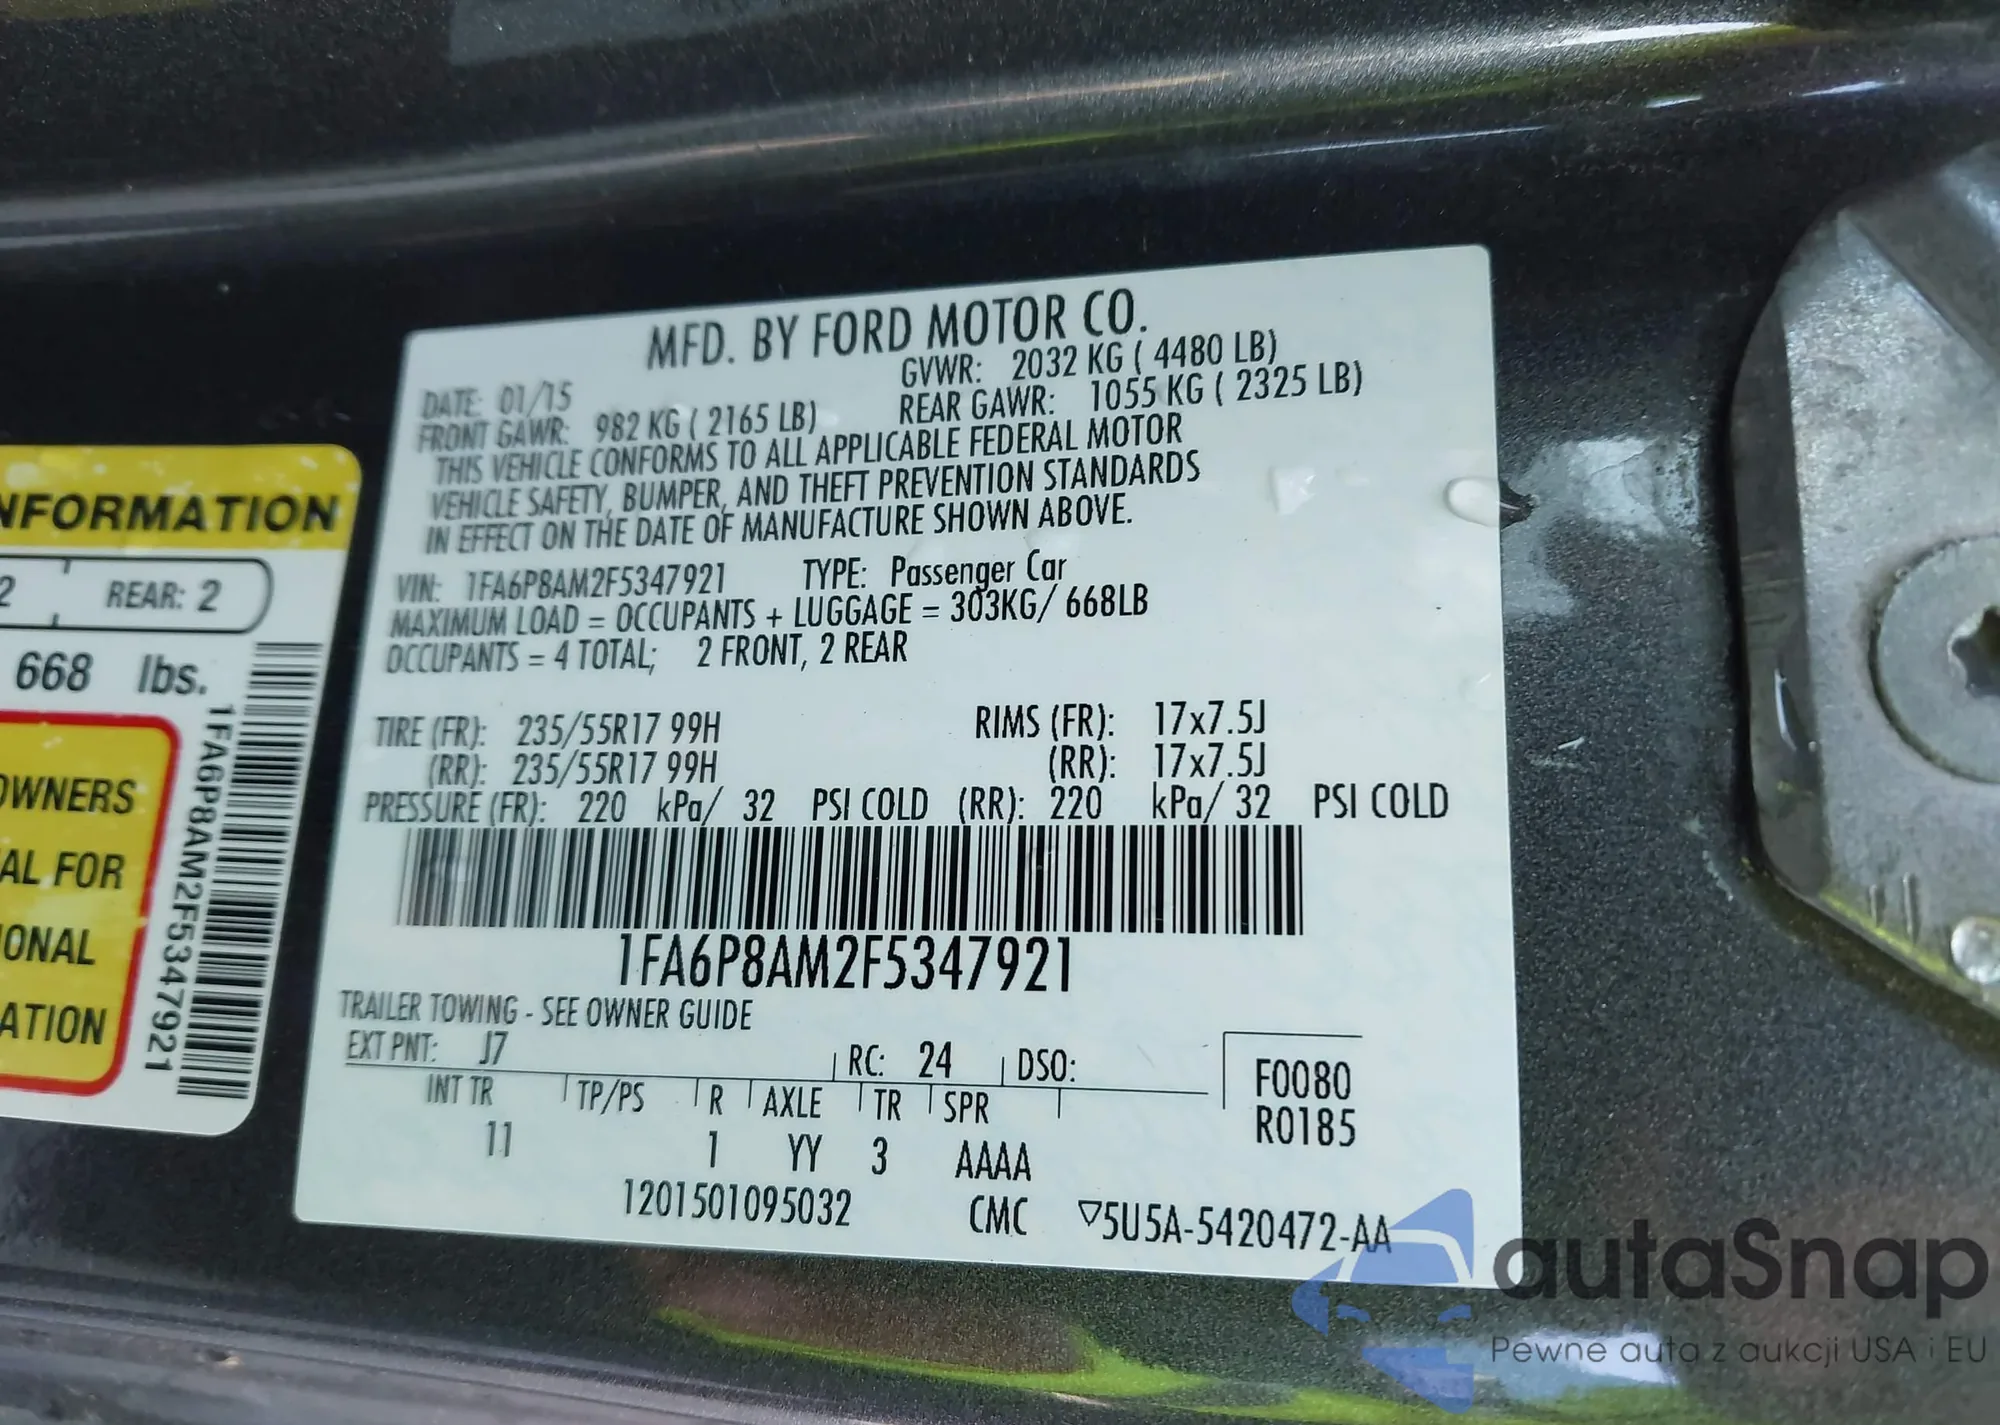 MFD. BY FORD MOTOR CO.
DATE: 01/15 GVWR: 2032 KG ( 4480 LB)
FRONT GAWR: 982 KG ( 2165 LB) REAR GAWR: 1055 KG ( 2325 LB)
THIS VEHICLE CONFORMS TO ALL APPLICABLE FEDERAL MOTOR
VEHICLE SAFETY, BUMPER, AND THEFT PREVENTION STANDARDS
IN EFFECT ON THE DATE OF MANUFACTURE SHOWN ABOVE.
VIN: 1FA6P8AM2F5347921 TYPE: Passenger Car
MAXIMUM LOAD = OCCUPANTS + LUGGAGE = 303KG/ 668LB
OCCUPANTS = 4 TOTAL; 2 FRONT, 2 REAR
TIRE (FR): 235/55R17 99H RIMS (FR): 17x7.5J
(RR): 235/55R17 99H (RR): 17x7.5J
PRESSURE (FR): 220 kPa/ 32 PSI COLD (RR): 220 kPa/ 32 PSI COLD
1FA6P8AM2F5347921
TRAILER TOWING - SEE OWNER GUIDE
EXT PNT: J7 RC: 24 DSO:
INT TR TP/PS R AXLE TR SPR
11 1 YY 3 AAAA
F0080
R0185
1201501095032 CMC ▽5U5A-5420472-AA
NFORMATION
2 REAR: 2
668 lbs.
OWNERS
AL FOR
IONAL
ATION
1FA6P8AM2F5347921
autaSnap
Pewne auta z aukcji USA i EU